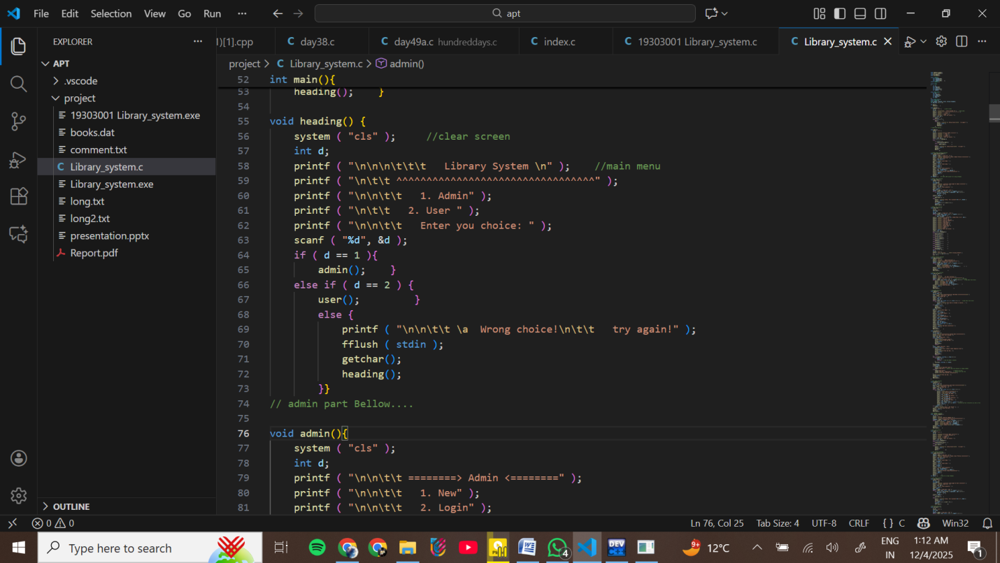 File Edit Selection View Go Run ··· apt
EXPLORER ···
APT
.vscode
project
19303001 Library_system.exe
books.dat
comment.txt
Library_system.c
Library_system.exe
long.txt
long2.txt
presentation.pptx
Report.pdf
OUTLINE
)[1].cpp C day38.c C day49a.c hundreddays.c C index.c C 19303001 Library_system.c C Library_system.c
project > C Library_system.c > admin()
52 int main(){
53 heading(); }
54
55 void heading() {
56 system ( "cls" ); //clear screen
57 int d;
58 printf ( "\n\n\n\t\t\t   Library System \n" ); //main menu
59 printf ( "\n\t\t ^^^^^^^^^^^^^^^^^^^^^^^^^^^^^^^^^" );
60 printf ( "\n\n\t\t   1. Admin" );
61 printf ( "\n\t\t   2. User " );
62 printf ( "\n\n\t\t   Enter you choice: " );
63 scanf ( "%d", &d );
64 if ( d == 1 ){
65 admin(); }
66 else if ( d == 2 ) {
67 user(); }
68 else {
69 printf ( "\n\n\t\t \a  Wrong choice!\n\t\t   try again!" );
70 fflush ( stdin );
71 getchar();
72 heading();
73 }}
74 // admin part Bellow....
75
76 void admin(){
77 system ( "cls" );
78 int d;
79 printf ( "\n\n\t\t ========> Admin <========" );
80 printf ( "\n\n\t\t   1. New" );
81 printf ( "\n\n\t\t   2. Login" );
0 0 Ln 76, Col 25 Tab Size: 4 UTF-8 CRLF { } C Win32
Type here to search 4 DEV 9+ 12°C ENG IN 1:12 AM 12/4/2025 1